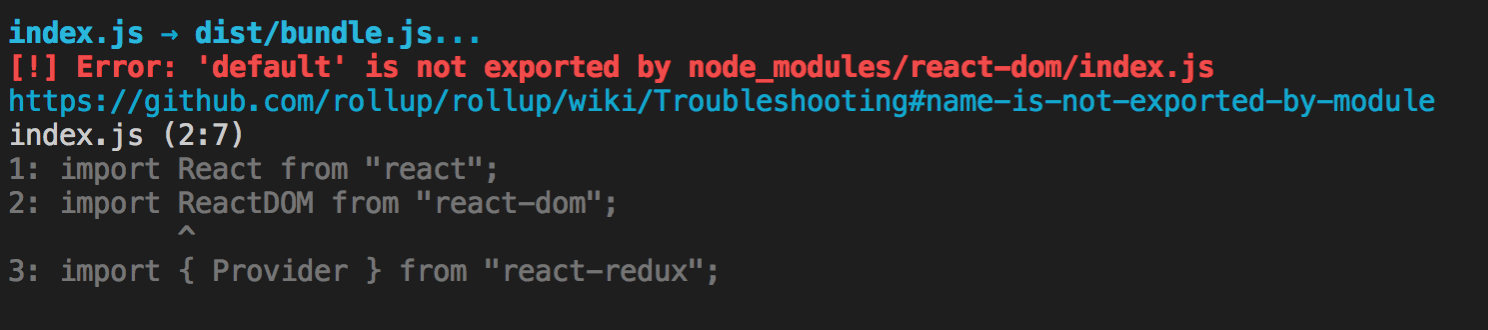 index.js → dist/bundle.js...
[!] Error: 'default' is not exported by node_modules/react-dom/index.js
https://github.com/rollup/rollup/wiki/Troubleshooting#name-is-not-exported-by-module
index.js (2:7)
1: import React from "react";
2: import ReactDOM from "react-dom";
          ^
3: import { Provider } from "react-redux";